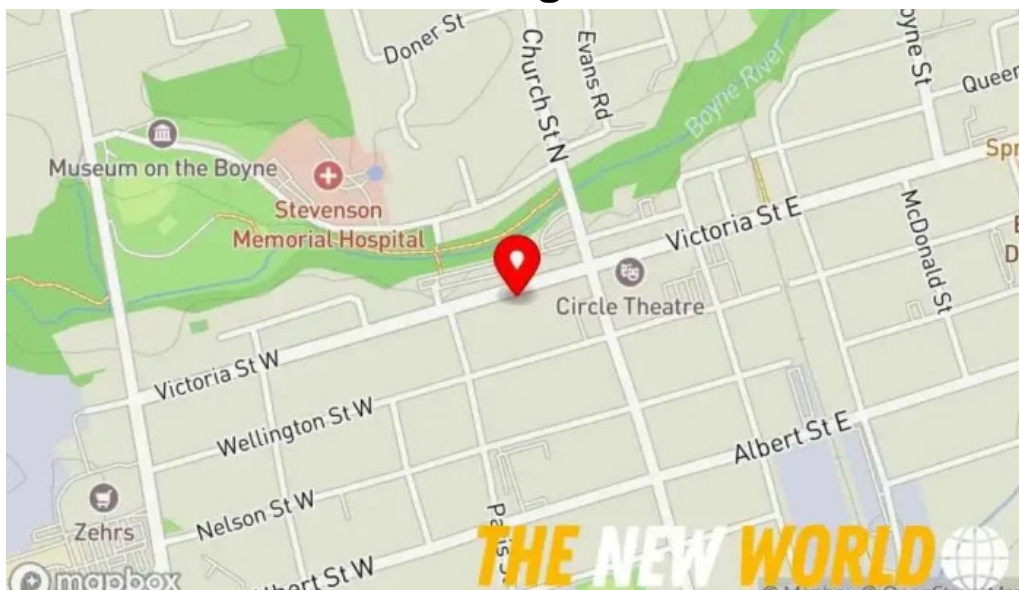 Doner St
Church St N
Evans Rd
oyne St
Queen
Boyne River
Museum on the Boyne
Stevenson
Memorial Hospital
Spr
Victoria St E
McDonald St
Circle Theatre
Victoria St W
Wellington St W
Albert St E
Zehrs
Nelson St W
THE NEW WORLD
lbert St W
mapbox